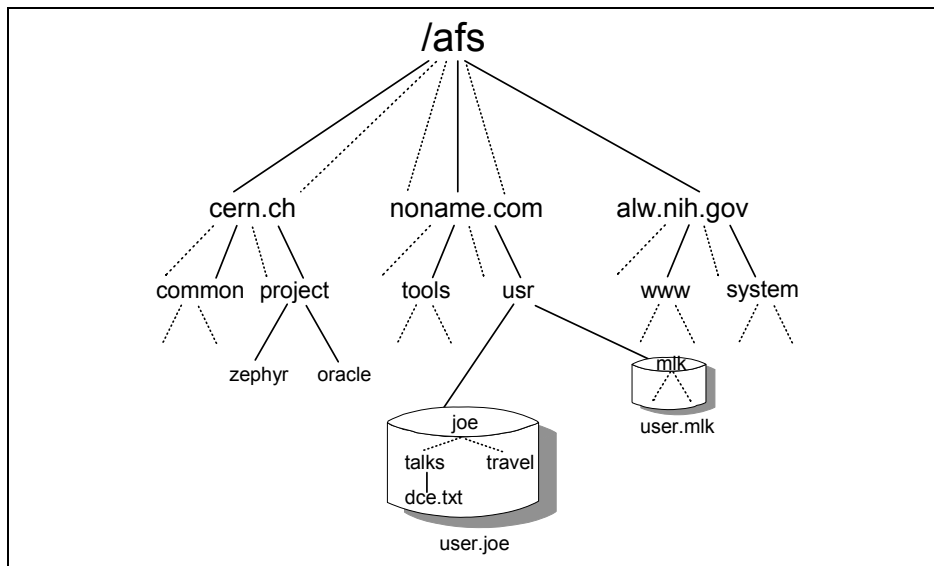 /afs
cern.ch noname.com alw.nih.gov
common project tools usr www system
zephyr oracle mlk
user.mlk
joe
talks travel
dce.txt
user.joe